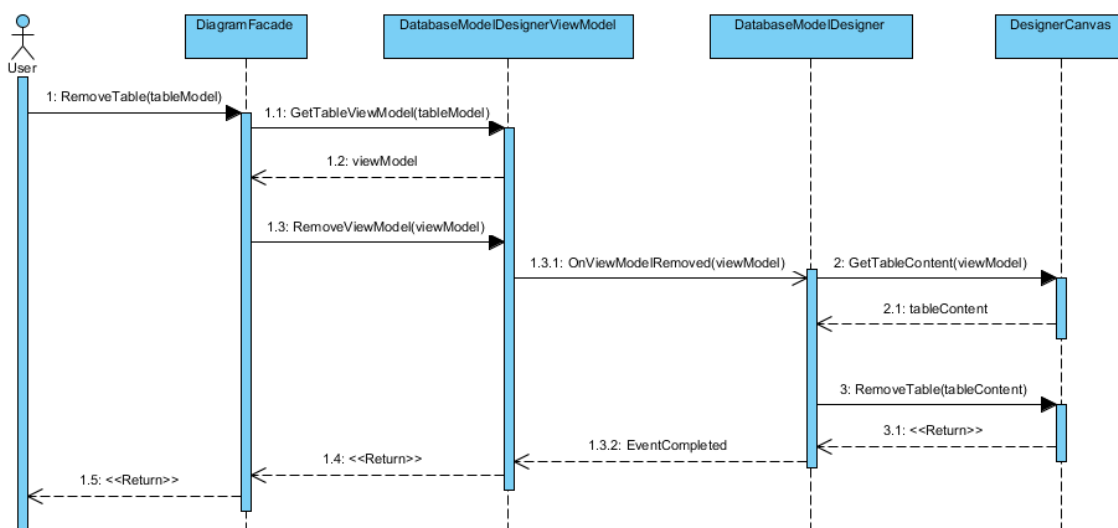 DiagramFacade
DatabaseModelDesignerViewModel
DatabaseModelDesigner
DesignerCanvas
User
1: RemoveTable(tableModel)
1.1: GetTableViewModel(tableModel)
1.2: viewModel
1.3: RemoveViewModel(viewModel)
1.3.1: OnViewModelRemoved(viewModel)
2: GetTableContent(viewModel)
2.1: tableContent
3: RemoveTable(tableContent)
3.1: <<Return>>
1.3.2: EventCompleted
1.4: <<Return>>
1.5: <<Return>>